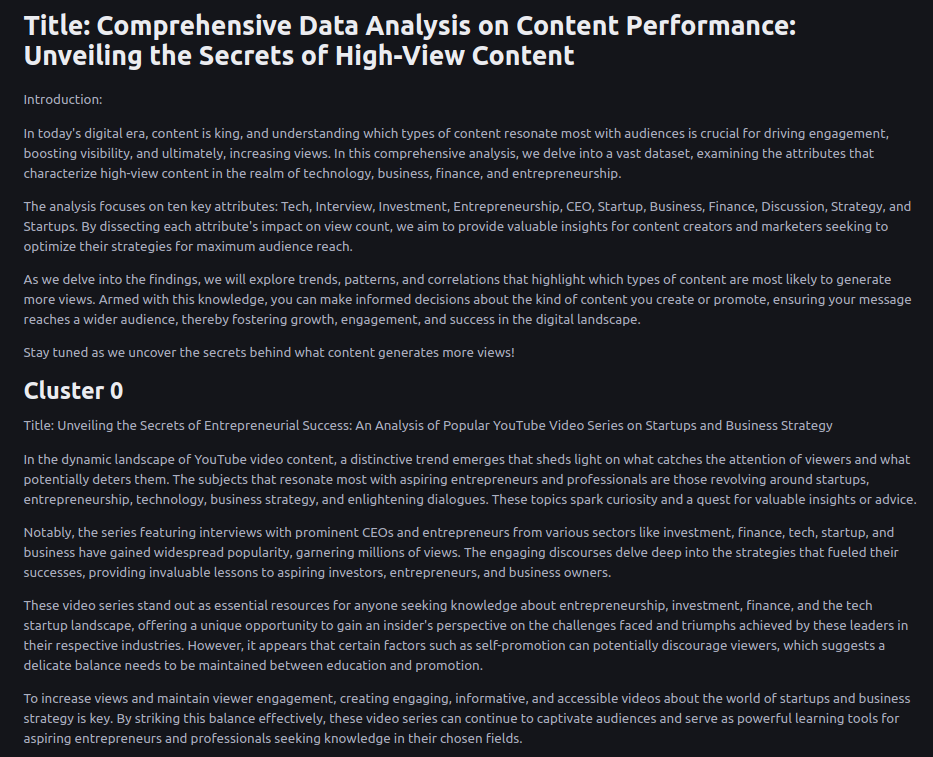 Title: Comprehensive Data Analysis on Content Performance:
Unveiling the Secrets of High-View Content
Introduction:
In today's digital era, content is king, and understanding which types of content resonate most with audiences is crucial for driving engagement,
boosting visibility, and ultimately, increasing views. In this comprehensive analysis, we delve into a vast dataset, examining the attributes that
characterize high-view content in the realm of technology, business, finance, and entrepreneurship.
The analysis focuses on ten key attributes: Tech, Interview, Investment, Entrepreneurship, CEO, Startup, Business, Finance, Discussion, Strategy, and
Startups. By dissecting each attribute's impact on view count, we aim to provide valuable insights for content creators and marketers seeking to
optimize their strategies for maximum audience reach.
As we delve into the findings, we will explore trends, patterns, and correlations that highlight which types of content are most likely to generate
more views. Armed with this knowledge, you can make informed decisions about the kind of content you create or promote, ensuring your message
reaches a wider audience, thereby fostering growth, engagement, and success in the digital landscape.
Stay tuned as we uncover the secrets behind what content generates more views!
Cluster 0
Title: Unveiling the Secrets of Entrepreneurial Success: An Analysis of Popular YouTube Video Series on Startups and Business Strategy
In the dynamic landscape of YouTube video content, a distinctive trend emerges that sheds light on what catches the attention of viewers and what
potentially deters them. The subjects that resonate most with aspiring entrepreneurs and professionals are those revolving around startups,
entrepreneurship, technology, business strategy, and enlightening dialogues. These topics spark curiosity and a quest for valuable insights or advice.
Notably, the series featuring interviews with prominent CEOs and entrepreneurs from various sectors like investment, finance, tech, startup, and
business have gained widespread popularity, garnering millions of views. The engaging discourses delve deep into the strategies that fueled their
successes, providing invaluable lessons to aspiring investors, entrepreneurs, and business owners.
These video series stand out as essential resources for anyone seeking knowledge about entrepreneurship, investment, finance, and the tech
startup landscape, offering a unique opportunity to gain an insider's perspective on the challenges faced and triumphs achieved by these leaders in
their respective industries. However, it appears that certain factors such as self-promotion can potentially discourage viewers, which suggests a
delicate balance needs to be maintained between education and promotion.
To increase views and maintain viewer engagement, creating engaging, informative, and accessible videos about the world of startups and business
strategy is key. By striking this balance effectively, these video series can continue to captivate audiences and serve as powerful learning tools for
aspiring entrepreneurs and professionals seeking knowledge in their chosen fields.